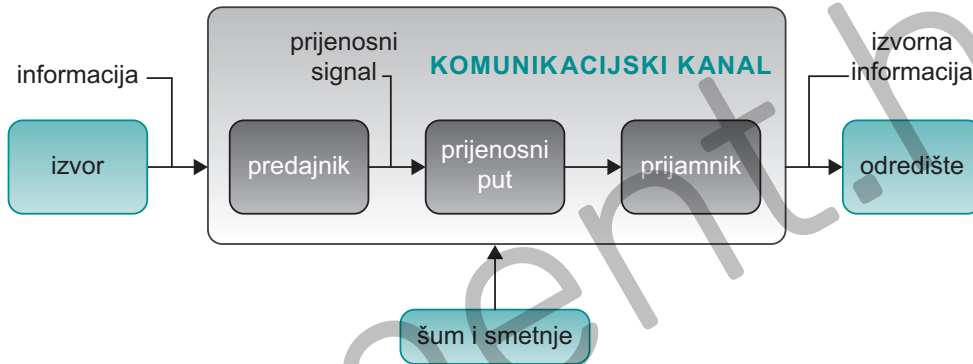 informacija
prijenosni
signal
KOMUNIKACIJSKI KANAL
izvorna
informacija
izvor
predajnik
prijenosni
put
prijamnik
odredište
šum i smetnje